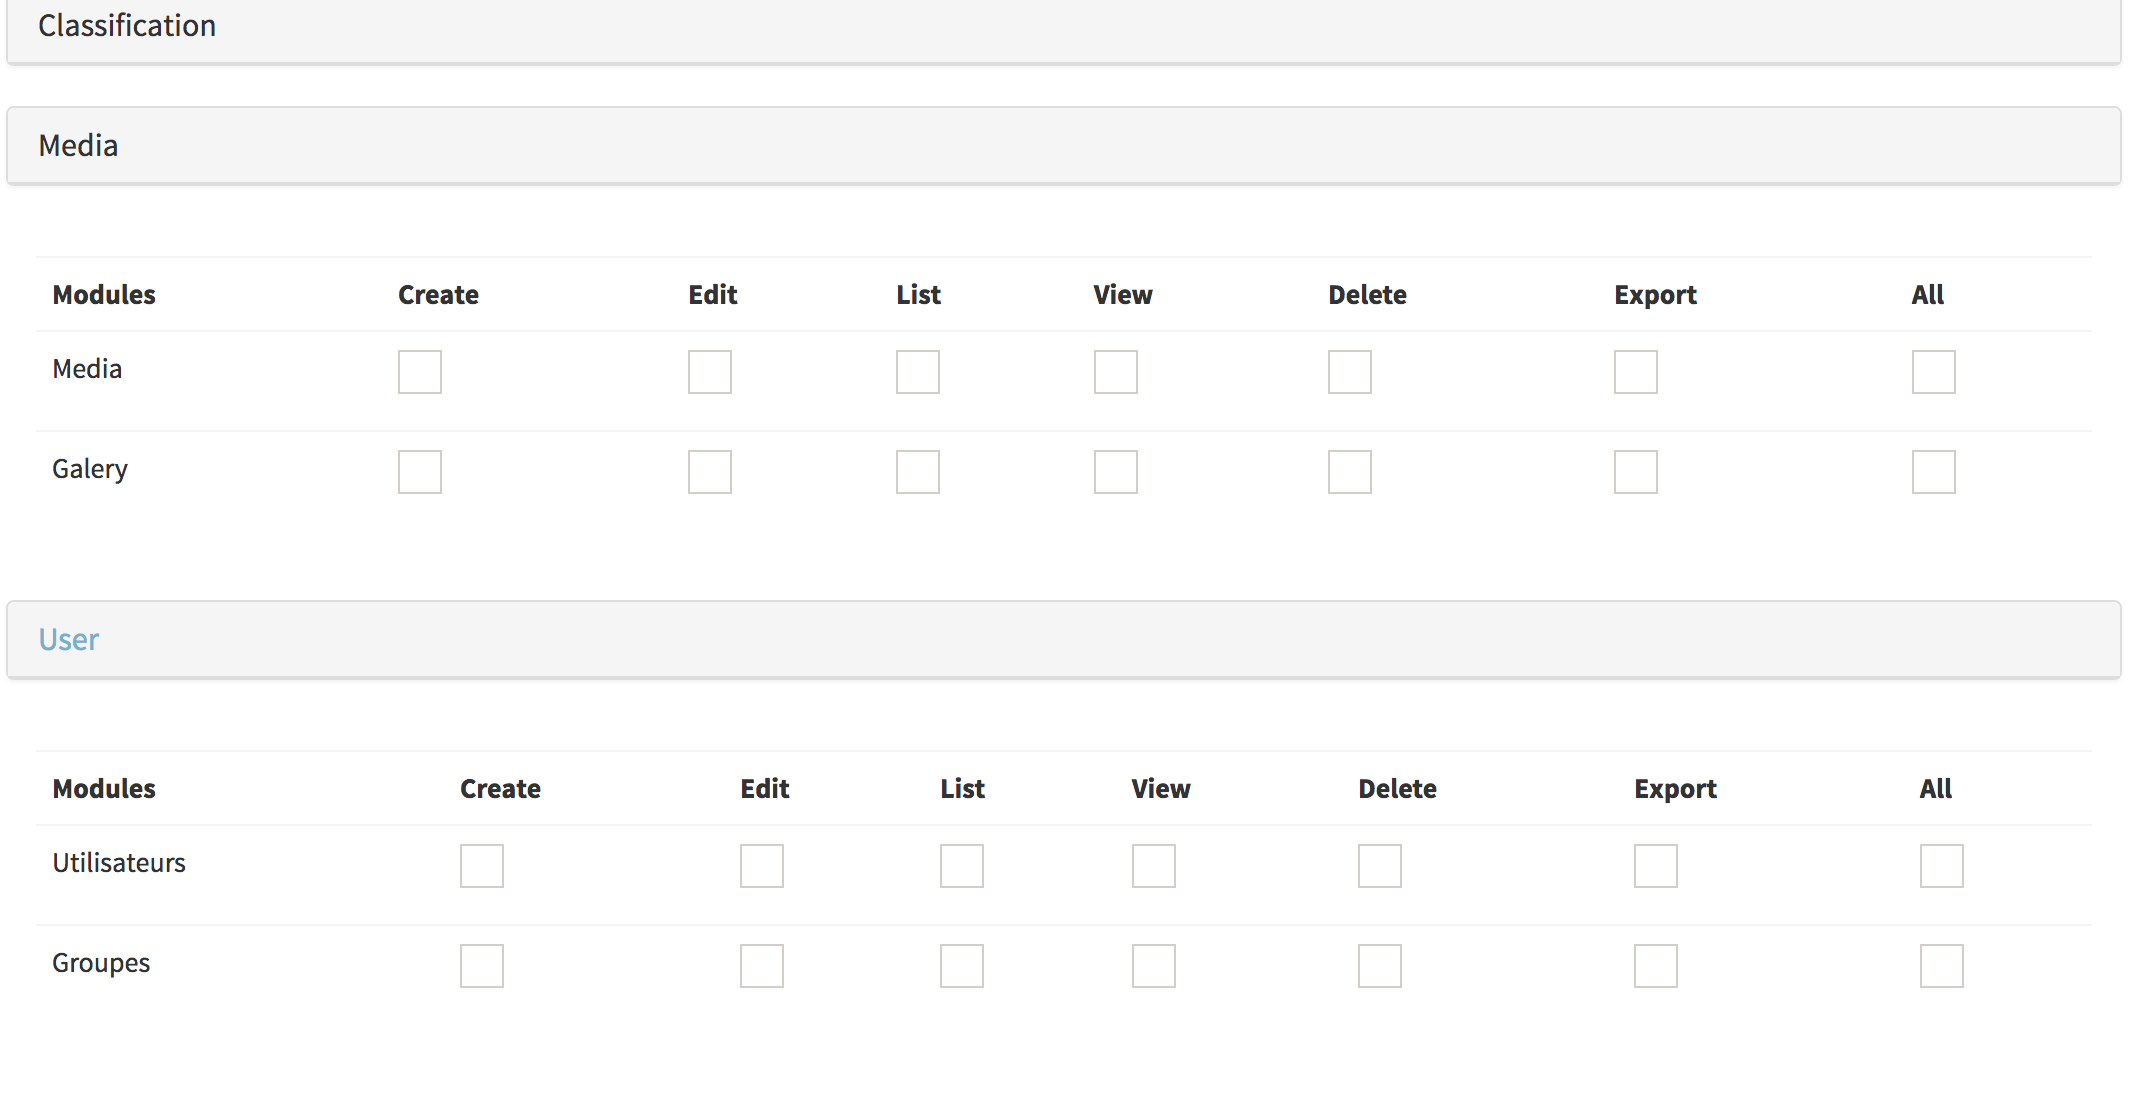 Classification
Media
Modules Create Edit List View Delete Export All
Media
Galery
User
Modules Create Edit List View Delete Export All
Utilisateurs
Groupes